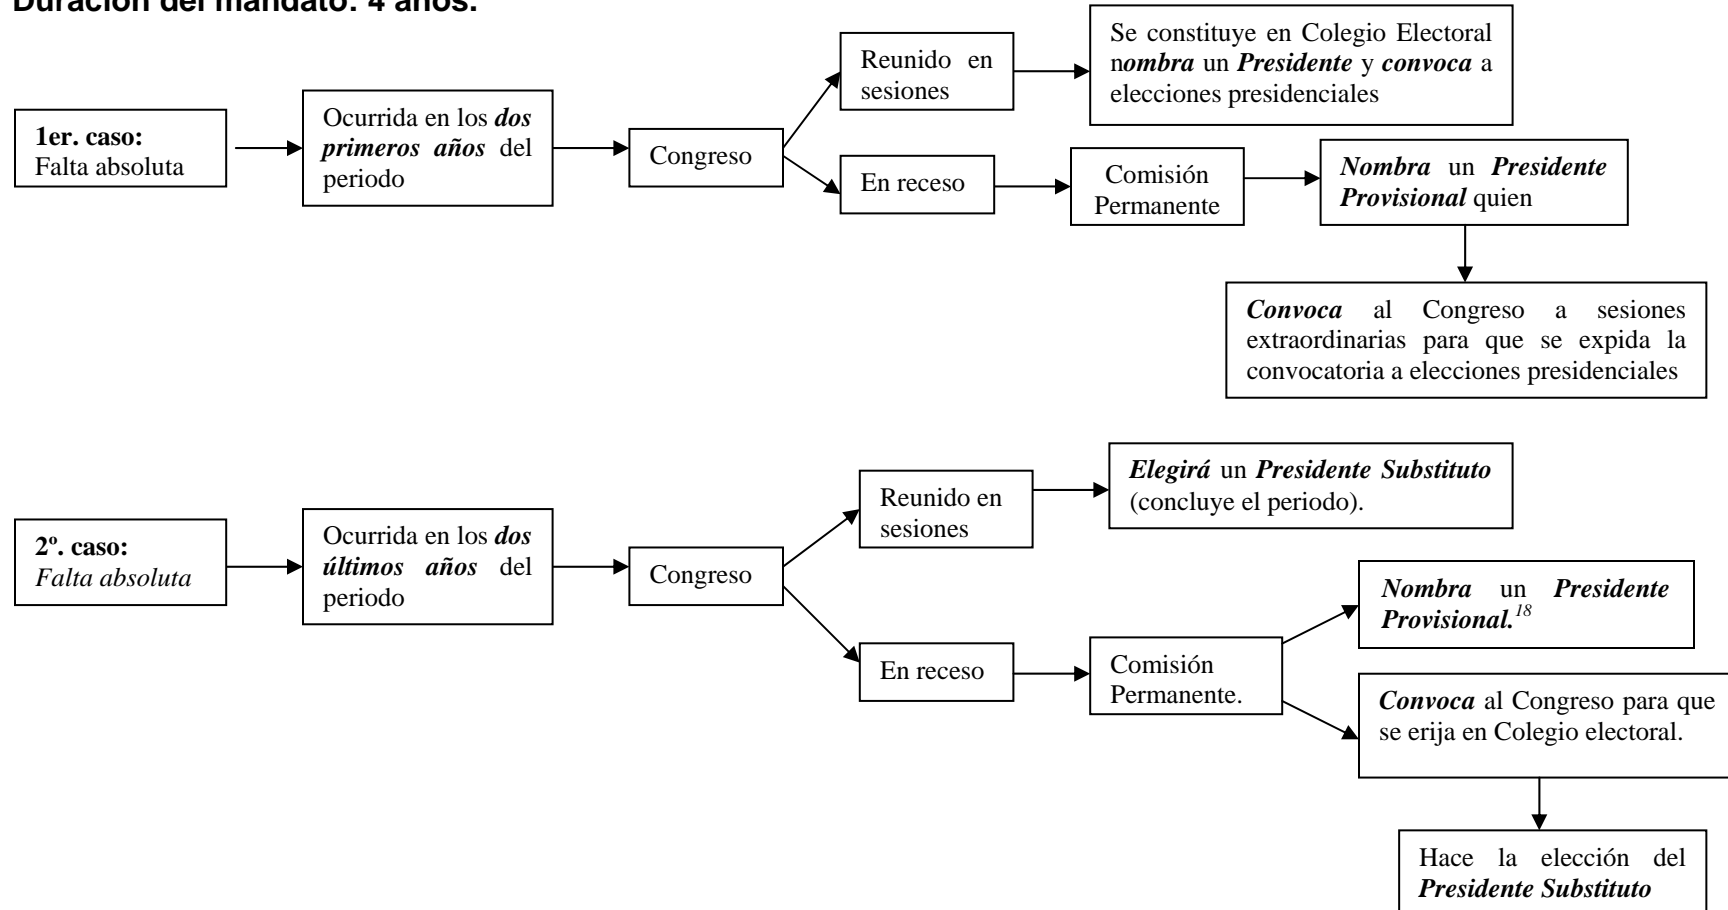 Duración del mandato: 4 años.
1er. caso:
Falta absoluta
Ocurrida en los dos
primeros años del
periodo
Congreso
Reunido en
sesiones
Se constituye en Colegio Electoral
nombra un Presidente y convoca a
elecciones presidenciales
En receso
Comisión
Permanente
Nombra un Presidente
Provisional quien
Convoca al Congreso a sesiones
extraordinarias para que se expida la
convocatoria a elecciones presidenciales
2º. caso:
Falta absoluta
Ocurrida en los dos
últimos años del
periodo
Congreso
Reunido en
sesiones
Elegirá un Presidente Substituto
(concluye el periodo).
En receso
Comisión
Permanente.
Nombra un Presidente
Provisional.18
Convoca al Congreso para que
se erija en Colegio electoral.
Hace la elección del
Presidente Substituto